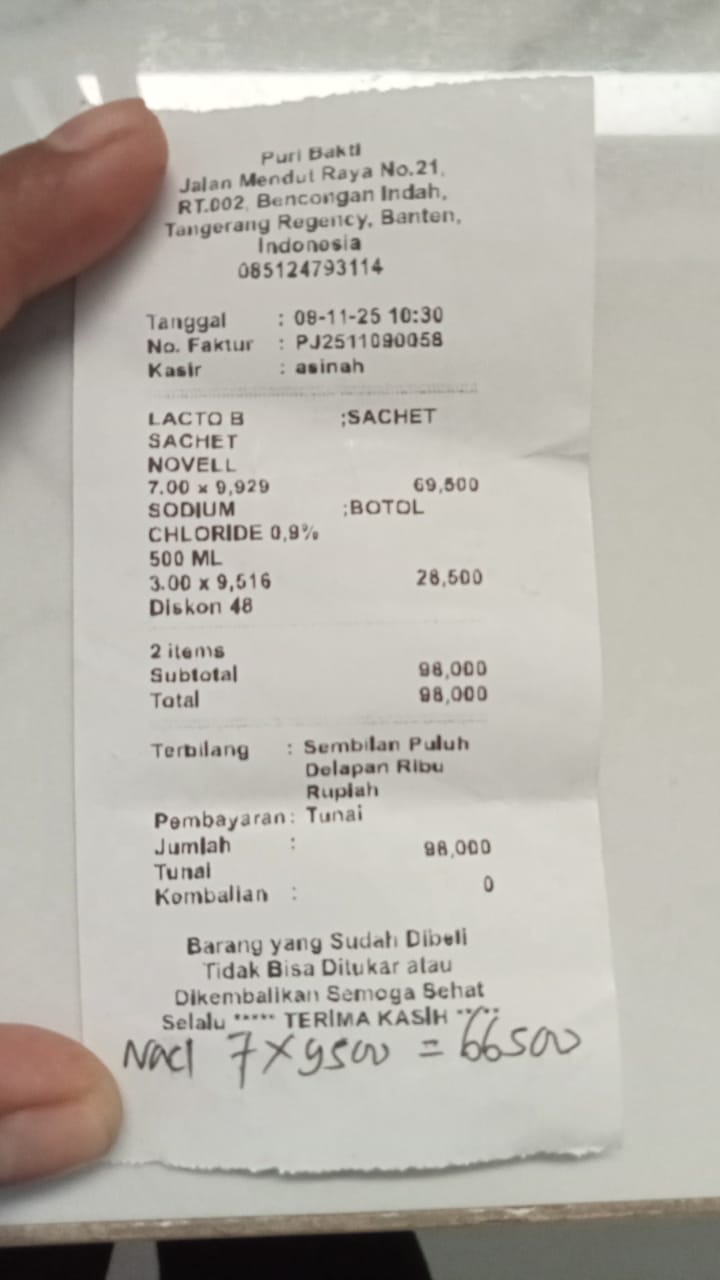 Puri Bakti
Jalan Mendut Raya No.21,
RT.002, Bencongan Indah,
Tangerang Regency, Banten,
Indonesia
085124793114
Tanggal : 08-11-25 10:30
No. Faktur : PJ2511080058
Kasir : asinah
LACTO B ;SACHET
SACHET
NOVELL
7.00 x 9,929 69,500
SODIUM ;BOTOL
CHLORIDE 0,9%
500 ML
3.00 x 9,516 28,500
Diskon 48
2 items
Subtotal 98,000
Total 98,000
Terbilang : Sembilan Puluh
Delapan Ribu
Rupiah
Pembayaran : Tunai
Jumlah : 98,000
Tunai
Kembalian : 0
Barang yang Sudah Dibeli
Tidak Bisa Ditukar atau
Dikembalikan Semoga Sehat
Selalu ***** TERIMA KASIH *****
Nacl 7 x 9500 = 66500